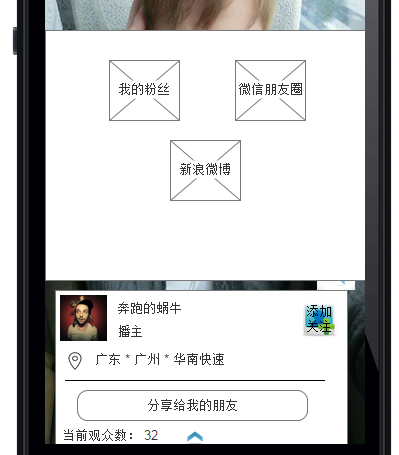 我的粉丝 微信朋友圈
新浪微博
奔跑的蜗牛
播主
添加
关注
广东 * 广州 * 华南快速
分享给我的朋友
当前观众数： 32